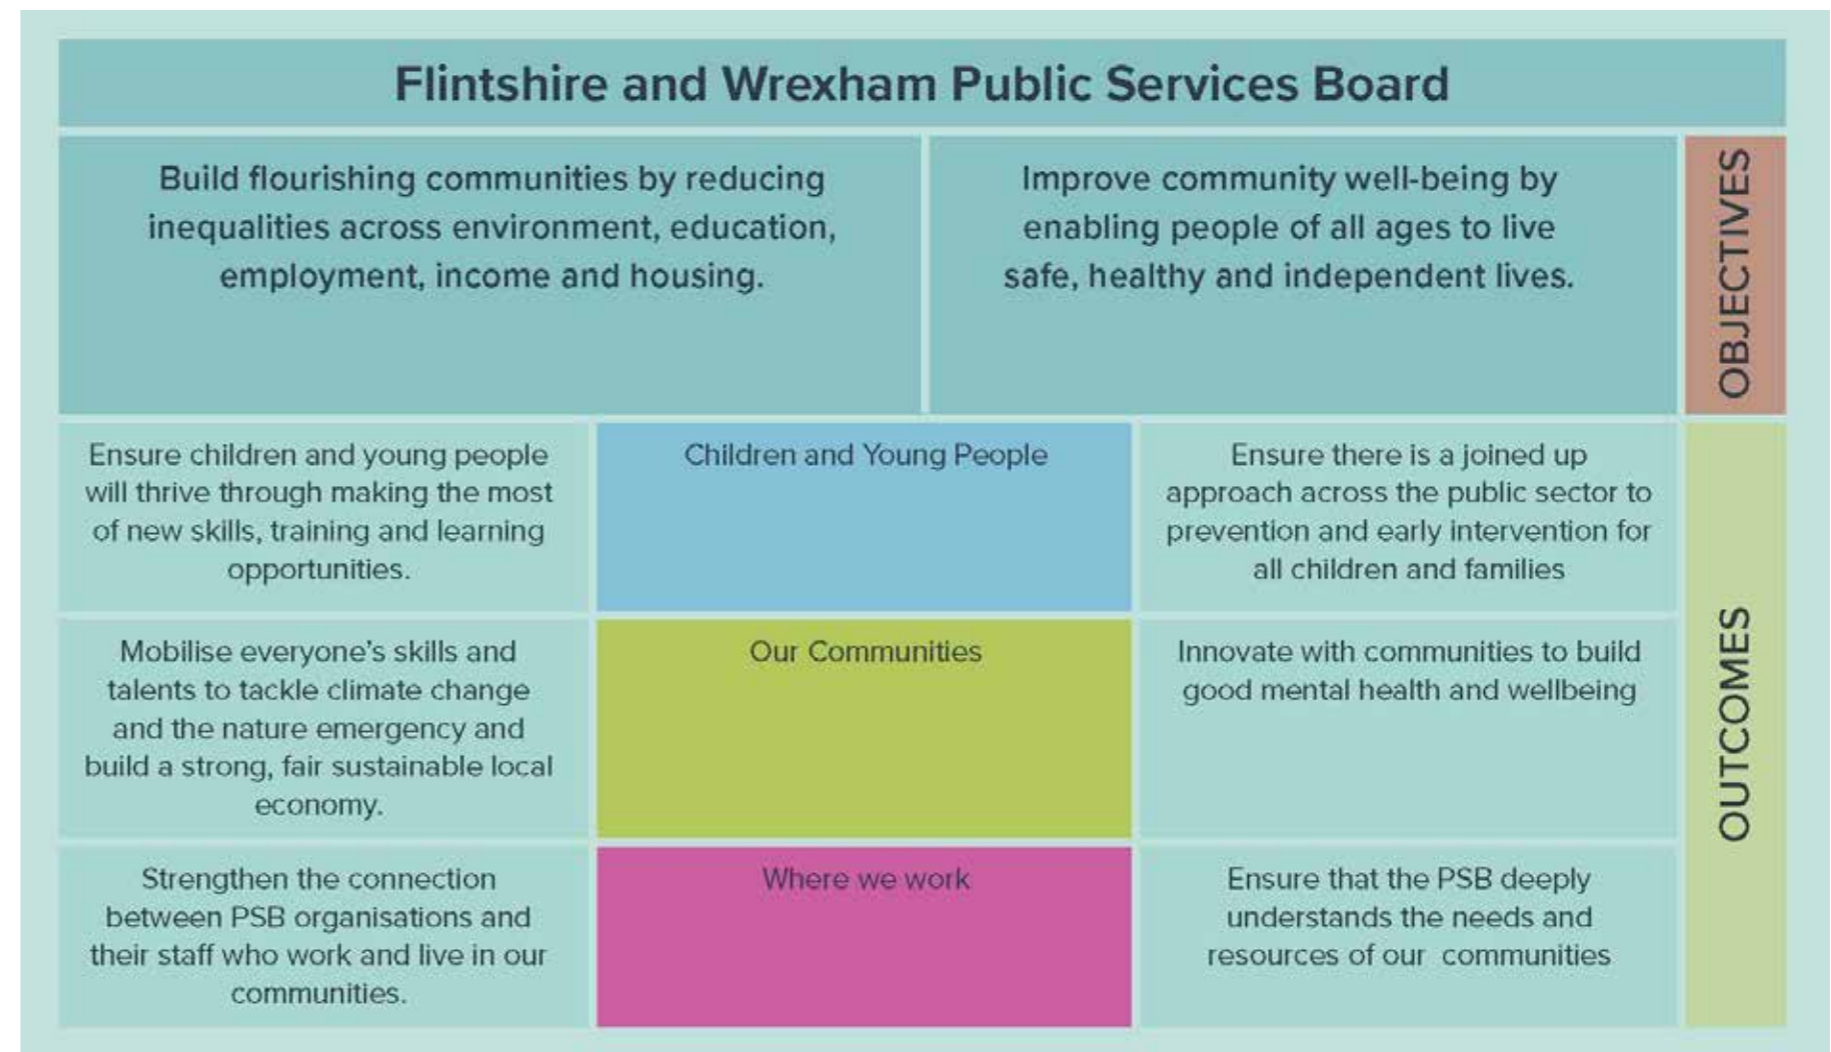 Flintshire and Wrexham Public Services Board
Build flourishing communities by reducing
inequalities across environment, education,
employment, income and housing.
Improve community well-being by
enabling people of all ages to live
safe, healthy and independent lives.
OBJECTIVES
Ensure children and young people
will thrive through making the most
of new skills, training and learning
opportunities.
Children and Young People
Ensure there is a joined up
approach across the public sector to
prevention and early intervention for
all children and families
Mobilise everyone’s skills and
talents to tackle climate change
and the nature emergency and
build a strong, fair sustainable local
economy.
Our Communities
Innovate with communities to build
good mental health and wellbeing
OUTCOMES
Strengthen the connection
between PSB organisations and
their staff who work and live in our
communities.
Where we work
Ensure that the PSB deeply
understands the needs and
resources of our communities